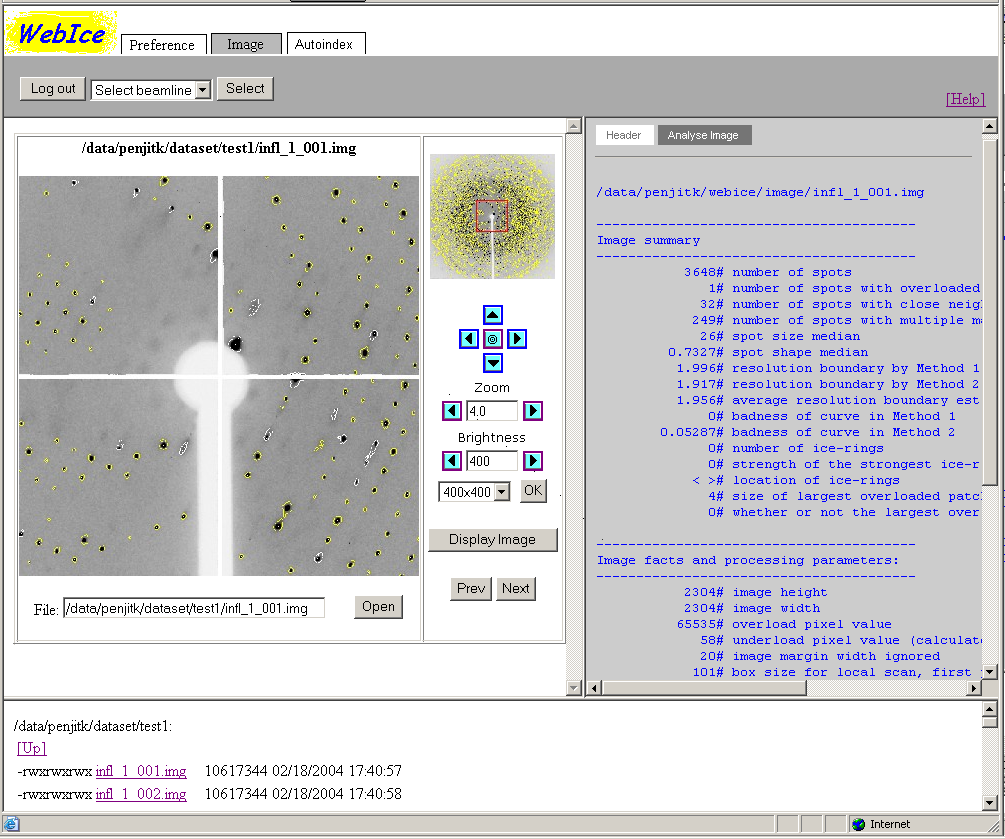 WebIce
Preference Image Autoindex
Log out Select beamline Select
[Help]
/data/penjitk/dataset/test1/infl_1_001.img
Zoom
4.0
Brightness
400
400x400 OK
Display Image
Prev Next
File: /data/penjitk/dataset/test1/infl_1_001.img Open
Header Analyse Image
/data/penjitk/webice/image/infl_1_001.img
----------------------------------------
Image summary
----------------------------------------
3648# number of spots
1# number of spots with overloaded
32# number of spots with close neig
249# number of spots with multiple ma
26# spot size median
0.7327# spot shape median
1.996# resolution boundary by Method 1
1.917# resolution boundary by Method 2
1.956# average resolution boundary est
0# badness of curve in Method 1
0.05287# badness of curve in Method 2
0# number of ice-rings
0# strength of the strongest ice-r
< ># location of ice-rings
4# size of largest overloaded patc
0# whether or not the largest over
----------------------------------------
Image facts and processing parameters:
----------------------------------------
2304# image height
2304# image width
65535# overload pixel value
58# underload pixel value (calculate
20# image margin width ignored
101# box size for local scan, first
/data/penjitk/dataset/test1:
[Up]
-rwxrwxrwx infl_1_001.img 10617344 02/18/2004 17:40:57
-rwxrwxrwx infl_1_002.img 10617344 02/18/2004 17:40:58
Internet